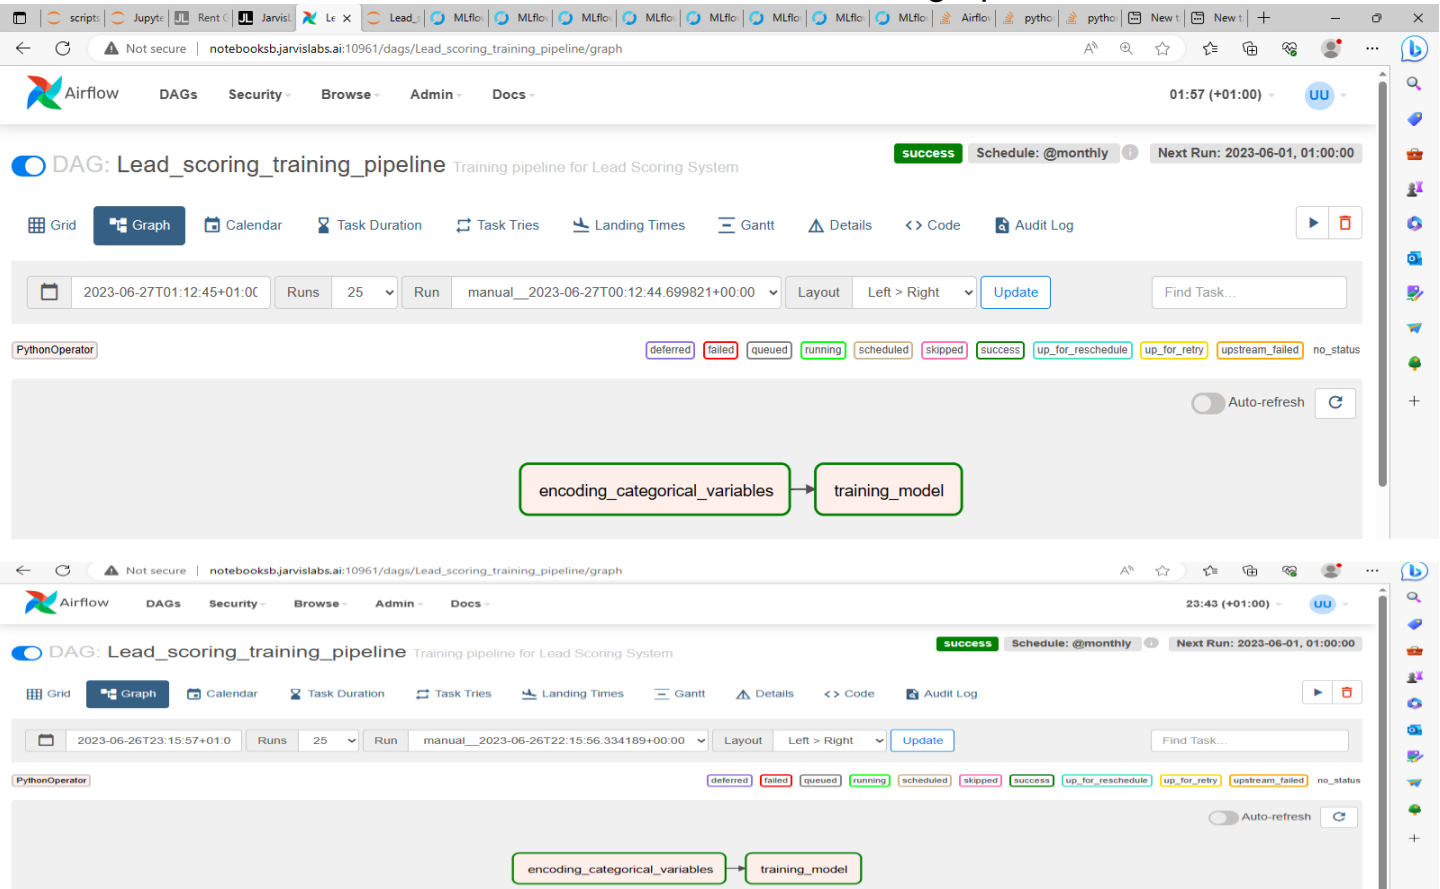 scripts Jupyte Rent C JarvisL Le Lead_s MLflo MLflo MLflo MLflo MLflo MLflo MLflo MLflo Airflov pytho pytho New t New t
Not secure notebooksb.jarvislabs.ai:10961/dags/Lead_scoring_training_pipeline/graph
Airflow DAGs Security Browse Admin Docs 01:57 (+01:00) UU
DAG: Lead_scoring_training_pipeline Training pipeline for Lead Scoring System success Schedule: @monthly Next Run: 2023-06-01, 01:00:00
Grid Graph Calendar Task Duration Task Tries Landing Times Gantt Details <> Code Audit Log
2023-06-27T01:12:45+01:00 Runs 25 Run manual__2023-06-27T00:12:44.699821+00:00 Layout Left > Right Update Find Task...
PythonOperator deferred failed queued running scheduled skipped success up_for_reschedule up_for_retry upstream_failed no_status
Auto-refresh
encoding_categorical_variables training_model
Not secure notebooksb.jarvislabs.ai:10961/dags/Lead_scoring_training_pipeline/graph
Airflow DAGs Security Browse Admin Docs 23:43 (+01:00) UU
DAG: Lead_scoring_training_pipeline Training pipeline for Lead Scoring System success Schedule: @monthly Next Run: 2023-06-01, 01:00:00
Grid Graph Calendar Task Duration Task Tries Landing Times Gantt Details <> Code Audit Log
2023-06-26T23:15:57+01:0 Runs 25 Run manual__2023-06-26T22:15:56.334189+00:00 Layout Left > Right Update Find Task...
PythonOperator deferred failed queued running scheduled skipped success up_for_reschedule up_for_retry upstream_failed no_status
Auto-refresh
encoding_categorical_variables training_model